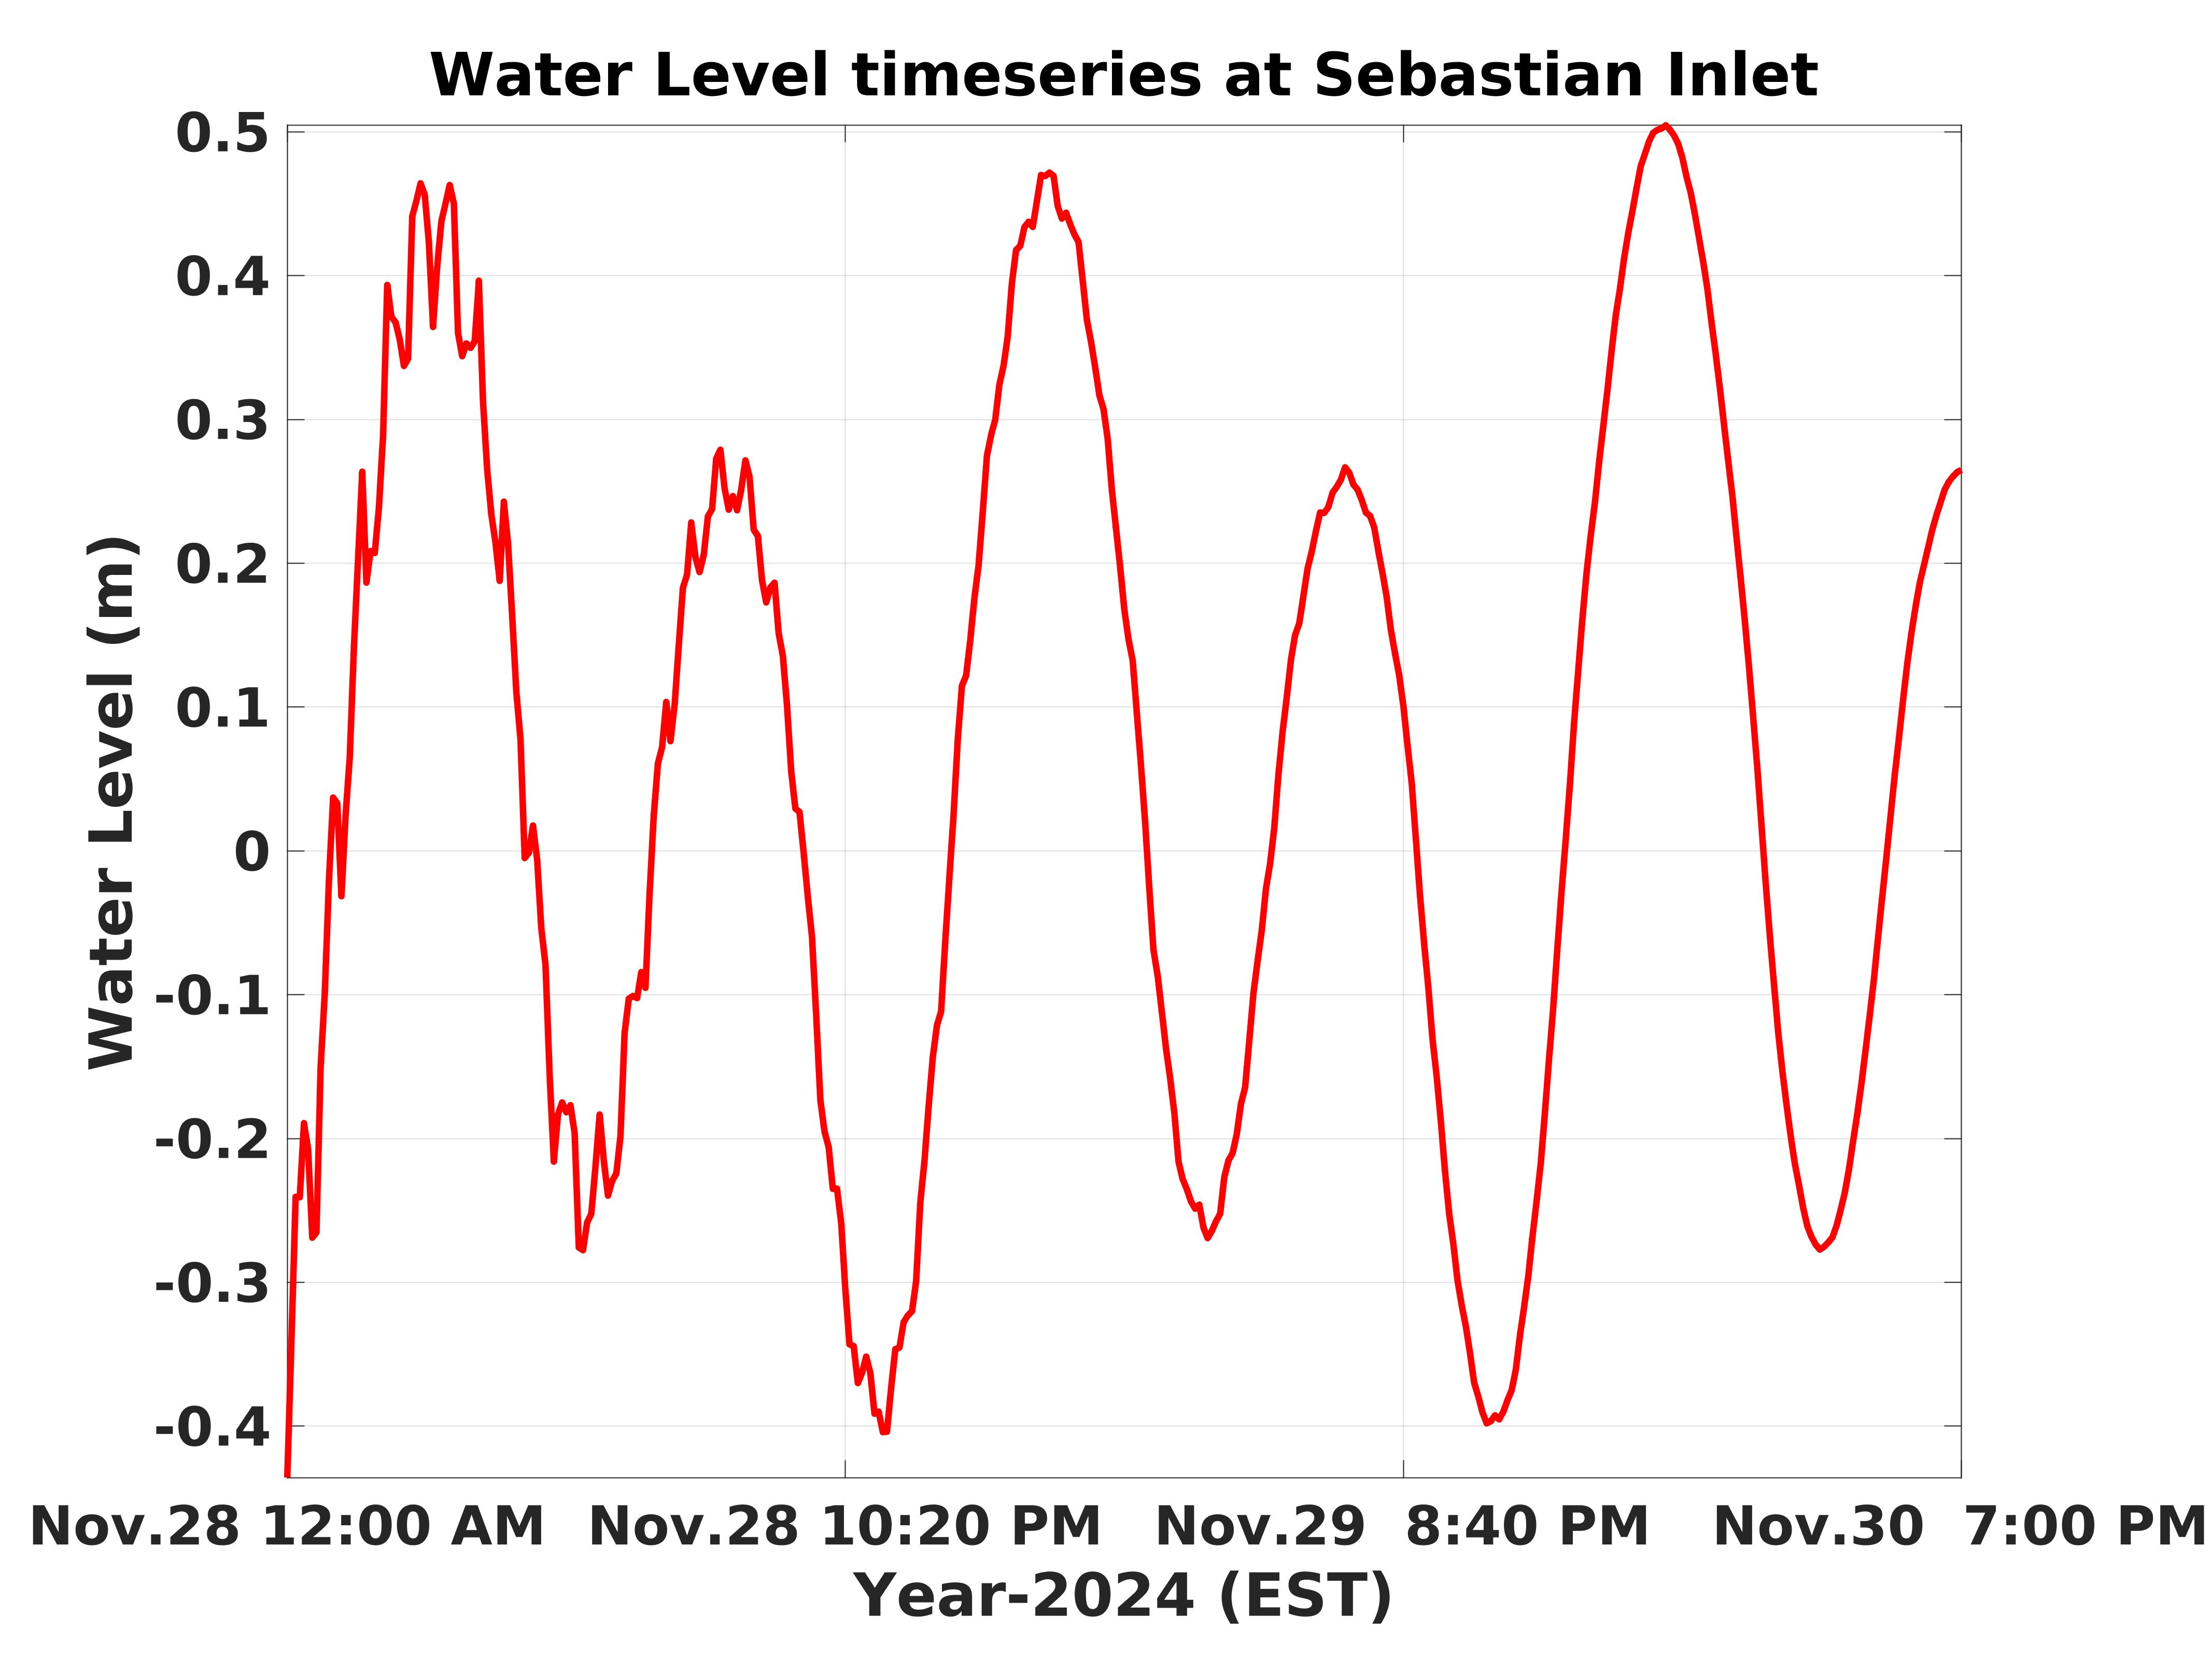 Water Level timeseries at Sebastian Inlet
0.5
0.4
0.3
0.2
0.1
0
-0.1
-0.2
-0.3
-0.4
Water Level (m)
Nov.28 12:00 AM Nov.28 10:20 PM Nov.29 8:40 PM Nov.30 7:00 PM
Year-2024 (EST)